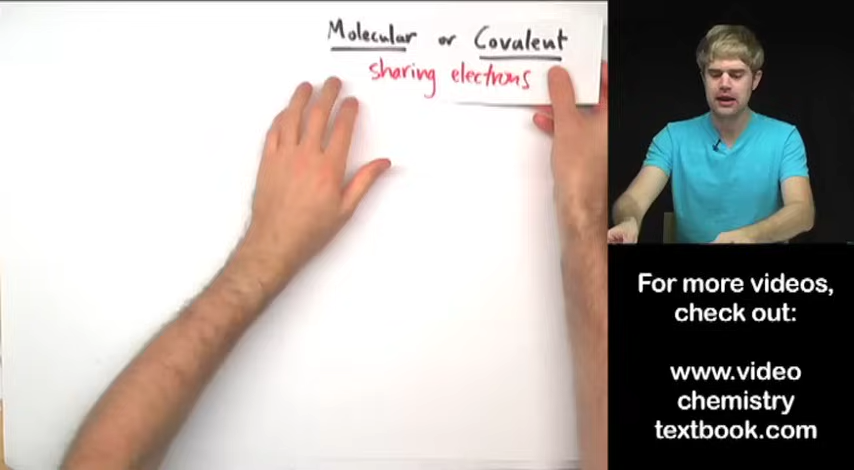 Molecular or Covalent
sharing electrons
For more videos,
check out:
www.video
chemistry
textbook.com